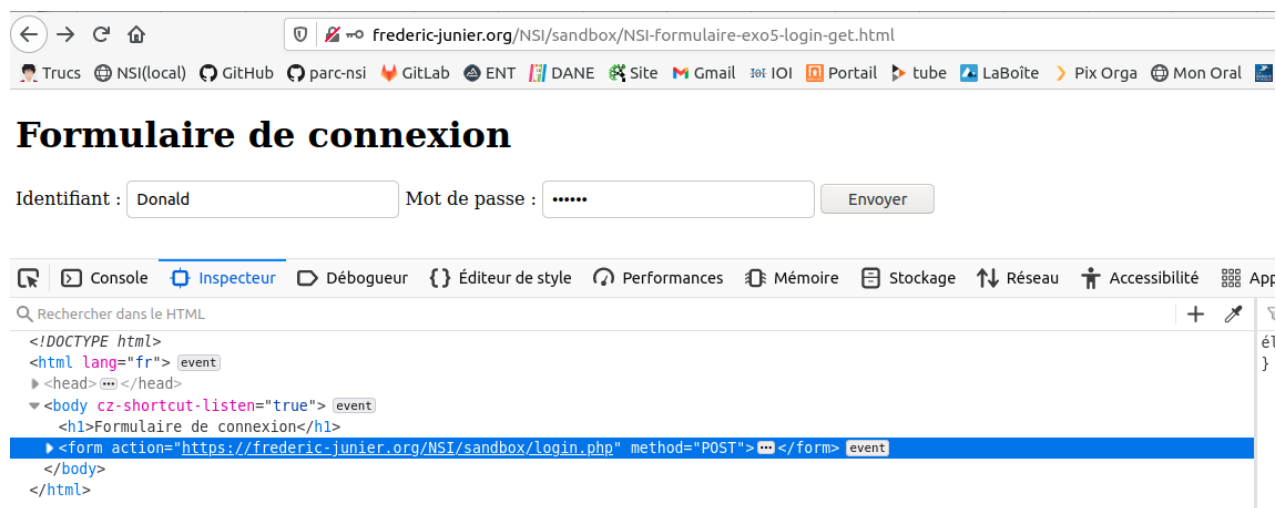 frederic-junier.org/NSI/sandbox/NSI-formulaire-exo5-login-get.html
Trucs NSI(local) GitHub parc-nsi GitLab ENT DANE Site Gmail IOI Portail tube LaBoîte Pix Orga Mon Oral
Formulaire de connexion
Identifiant : Donald Mot de passe : •••••• Envoyer
Console Inspecteur Débogueur Éditeur de style Performances Mémoire Stockage Réseau Accessibilité App
Rechercher dans le HTML
<!DOCTYPE html>
<html lang="fr"> event
<head> </head>
<body cz-shortcut-listen="true"> event
<h1>Formulaire de connexion</h1>
<form action="https://frederic-junier.org/NSI/sandbox/login.php" method="POST"> </form> event
</body>
</html>
él
}